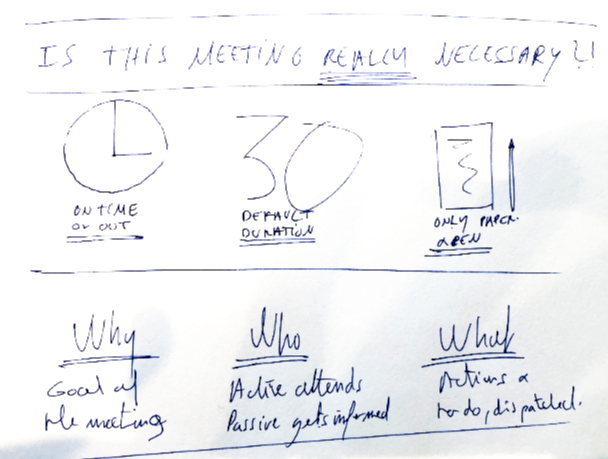 IS THIS MEETING REALLY NECESSARY?!
30
ON TIME
OR OUT
DEFAULT
DURATION
ONLY PAPER
& PEN
Why
Who
What
Goal of
the meeting
Active attends
Passive gets informed
Actions &
to do, dispatched.